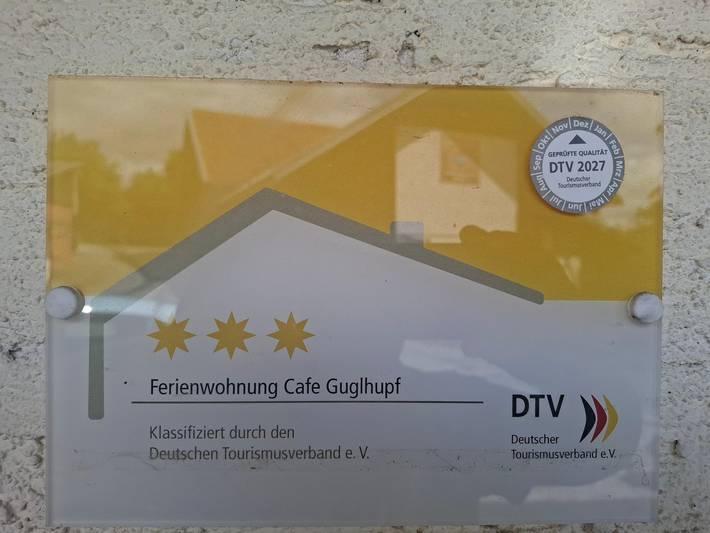 Nov | Dez | Jan | Feb | Mrz | Apr | Mai | Jun | Jul | Aug | Sep | Okt
GEPRÜFTE QUALITÄT
DTV 2027
Deutscher
Tourismusverband
Ferienwohnung Cafe Guglhupf
Klassifiziert durch den
Deutschen Tourismusverband e. V.
DTV
Deutscher
Tourismusverband e.V.